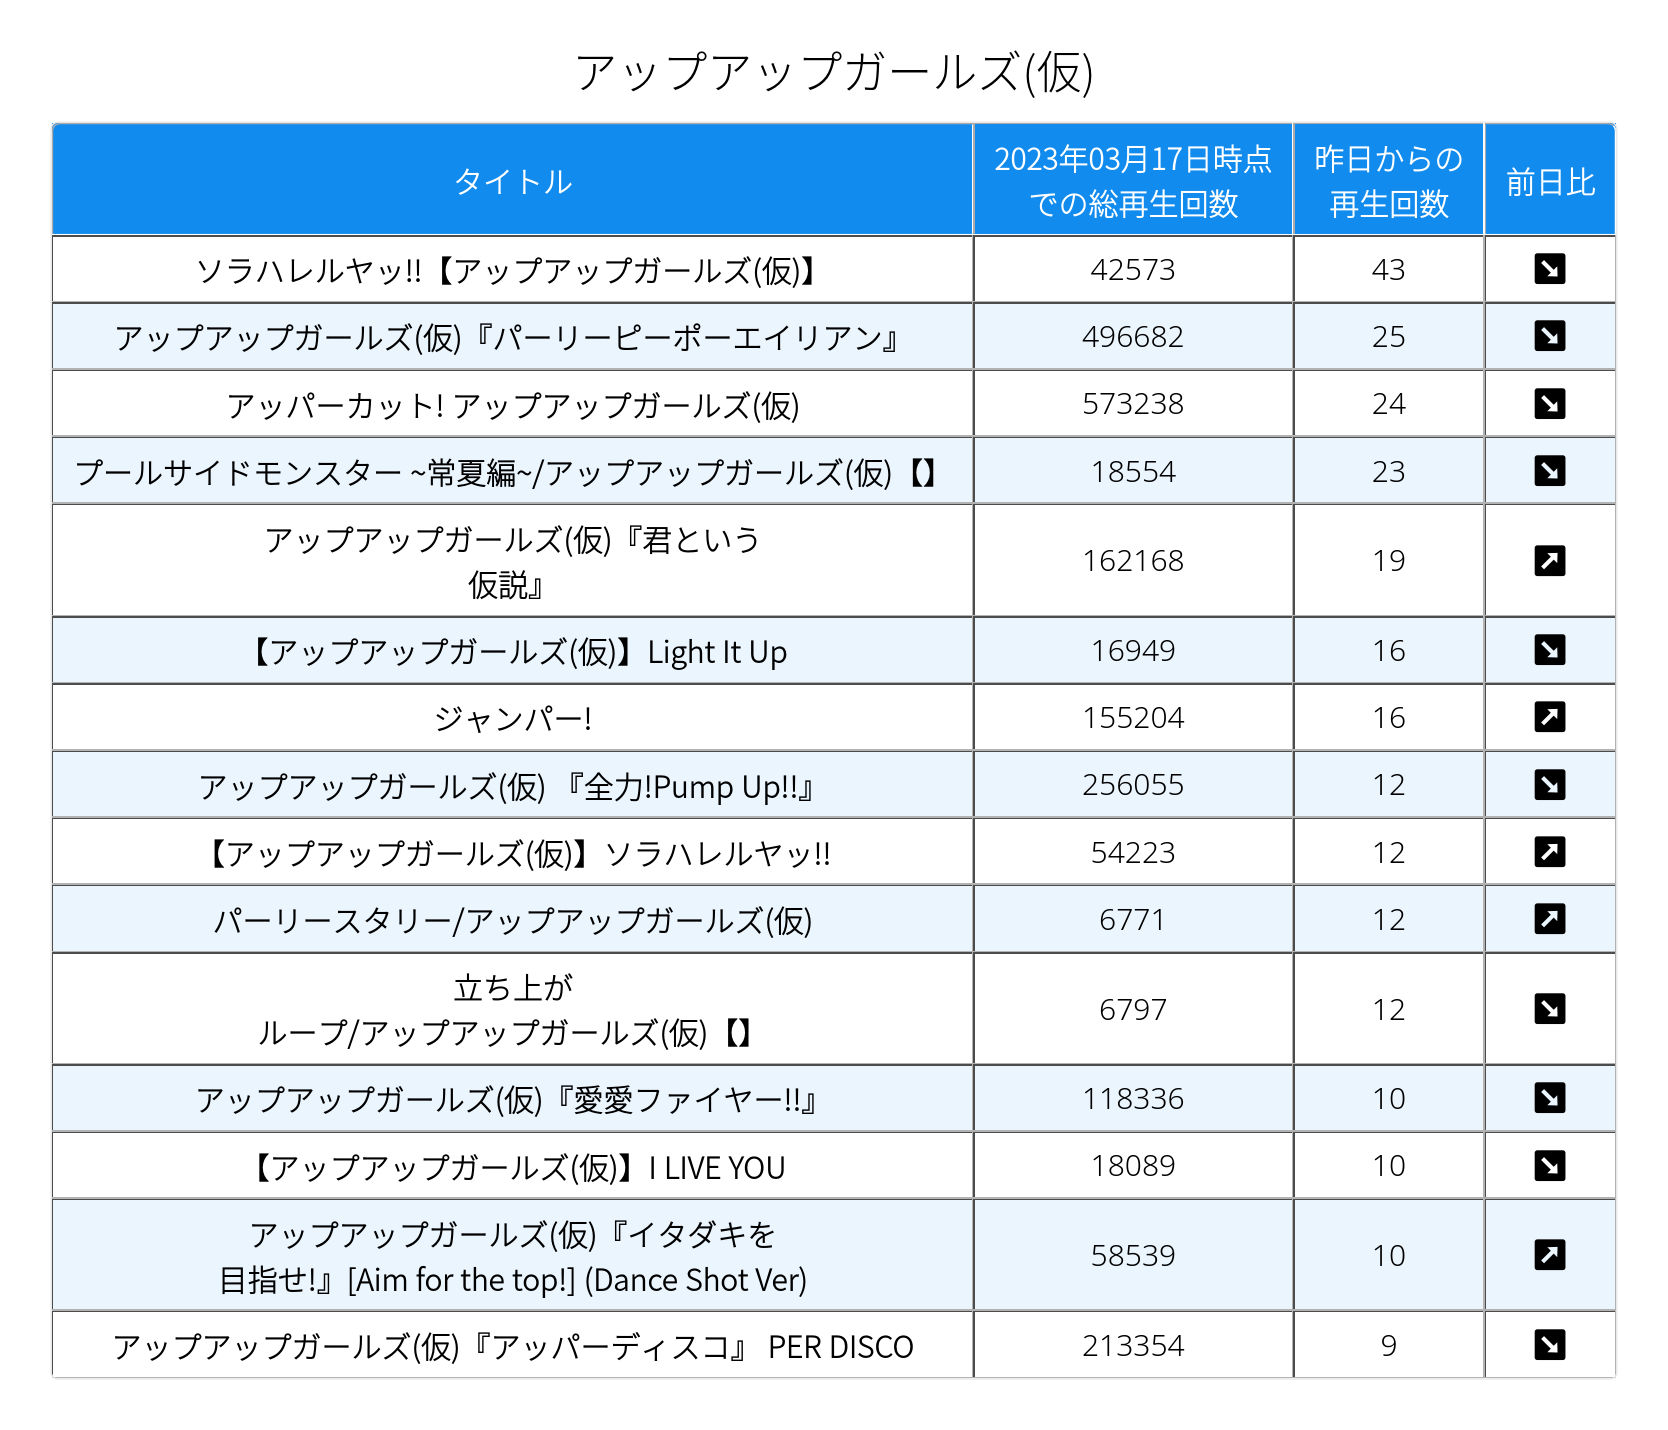 アップアップガールズ(仮)
タイトル
2023年03月17日時点
での総再生回数
昨日からの
再生回数
前日比
ソラハレルヤッ!!【アップアップガールズ(仮)】 42573 43
アップアップガールズ(仮)『パーリーピーポーエイリアン』 496682 25
アッパーカット! アップアップガールズ(仮) 573238 24
プールサイドモンスター ~常夏編~/アップアップガールズ(仮)【】 18554 23
アップアップガールズ(仮)『君という
仮説』 162168 19
【アップアップガールズ(仮)】Light It Up 16949 16
ジャンパー! 155204 16
アップアップガールズ(仮) 『全力!Pump Up!!』 256055 12
【アップアップガールズ(仮)】ソラハレルヤッ!! 54223 12
パーリースタリー/アップアップガールズ(仮) 6771 12
立ち上が
ループ/アップアップガールズ(仮)【】 6797 12
アップアップガールズ(仮)『愛愛ファイヤー!!』 118336 10
【アップアップガールズ(仮)】I LIVE YOU 18089 10
アップアップガールズ(仮)『イタダキを
目指せ!』[Aim for the top!] (Dance Shot Ver) 58539 10
アップアップガールズ(仮)『アッパーディスコ』 PER DISCO 213354 9